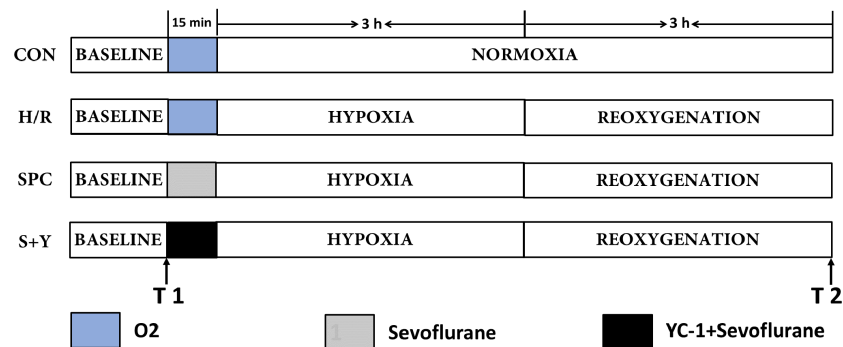 15 min 3 h 3 h
CON BASELINE NORMOXIA
H/R BASELINE HYPOXIA REOXYGENATION
SPC BASELINE HYPOXIA REOXYGENATION
S+Y BASELINE HYPOXIA REOXYGENATION
T 1 T 2
O2 1 Sevoflurane YC-1+Sevoflurane